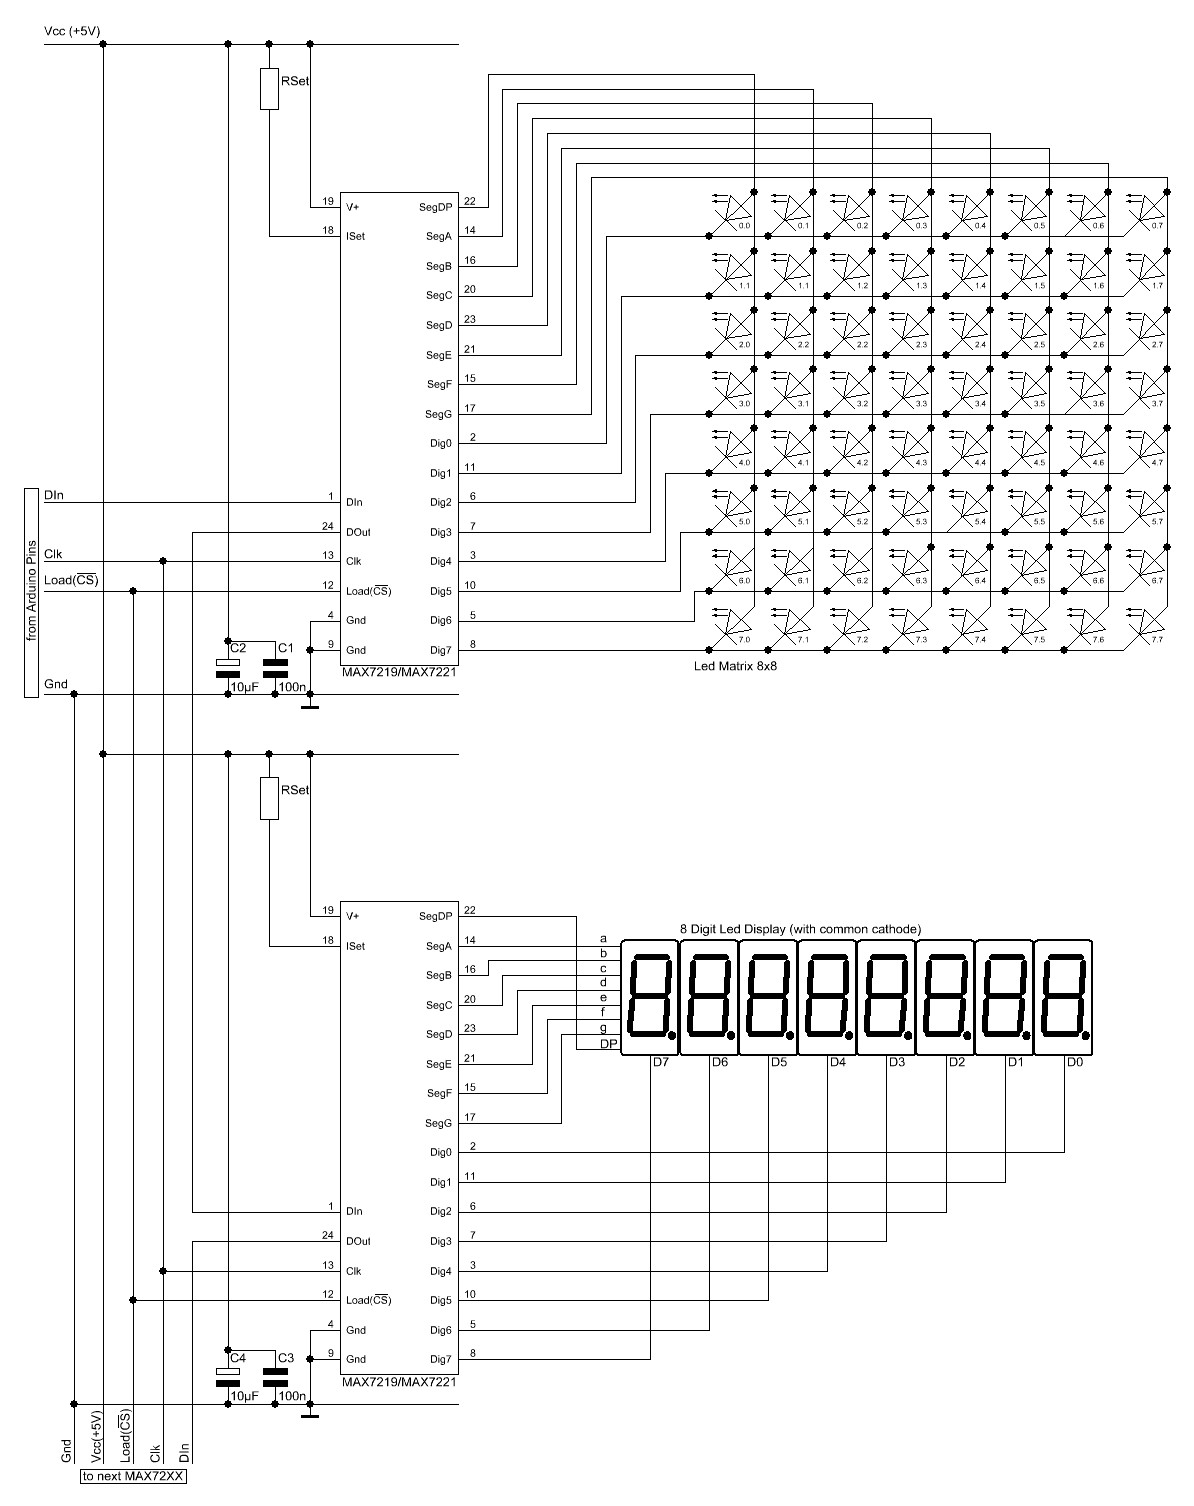 Vcc (+5V)
RSet
19 V+ SegDP 22
18 ISet SegA 14
SegB 16
SegC 20
SegD 23
SegE 21
SegF 15
SegG 17
Dig0 2
Dig1 11
DIn 1 DIn Dig2 6
24 DOut Dig3 7
Clk 13 Clk Dig4 3
Load(CS) 12 Load(CS) Dig5 10
4 Gnd Dig6 5
9 Gnd Dig7 8
from Arduino Pins
C2 C1
10µF 100n
Gnd
MAX7219/MAX7221
0.0 0.1 0.2 0.3 0.4 0.5 0.6 0.7
1.1 1.1 1.2 1.3 1.4 1.5 1.6 1.7
2.0 2.2 2.2 2.3 2.4 2.5 2.6 2.7
3.0 3.1 3.2 3.3 3.4 3.5 3.6 3.7
4.0 4.1 4.2 4.3 4.4 4.5 4.6 4.7
5.0 5.1 5.2 5.3 5.4 5.5 5.6 5.7
6.0 6.1 6.2 6.3 6.4 6.5 6.6 6.7
7.0 7.1 7.2 7.3 7.4 7.5 7.6 7.7
Led Matrix 8x8
RSet
19 V+ SegDP 22
18 ISet SegA 14
SegB 16
SegC 20
SegD 23
SegE 21
SegF 15
SegG 17
Dig0 2
Dig1 11
1 DIn Dig2 6
24 DOut Dig3 7
13 Clk Dig4 3
12 Load(CS) Dig5 10
4 Gnd Dig6 5
9 Gnd Dig7 8
C4 C3
10µF 100n
MAX7219/MAX7221
8 Digit Led Display (with common cathode)
a
b
c
d
e
f
g
DP
D7 D6 D5 D4 D3 D2 D1 D0
Gnd
Vcc(+5V)
Load(CS)
Clk
DIn
to next MAX72XX